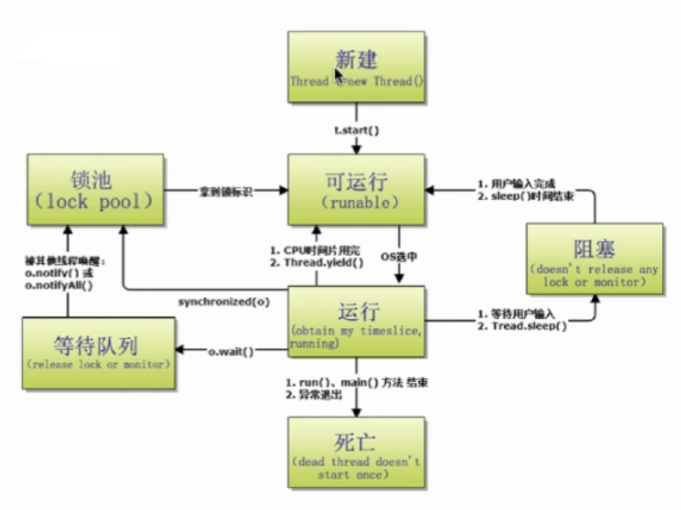 新建
Thread t=new Thread()
t.start()
锁池
(lock pool)
拿到锁标识
可运行
(runable)
1. 用户输入完成
2. sleep()时间结束
阻塞
(doesn't release any
lock or monitor)
被其他线程唤醒：
o.notify() 或
o.notifyAll()
1. CPU时间片用完
2. Thread.yield()
OS选中
synchronized(o)
运行
(obtain my timeslice,
running)
1. 等待用户输入
2. Tread.sleep()
等待队列
(release lock or monitor)
o.wait()
1. run()、main() 方法 结束
2. 异常退出
死亡
(dead thread doesn't
start once)